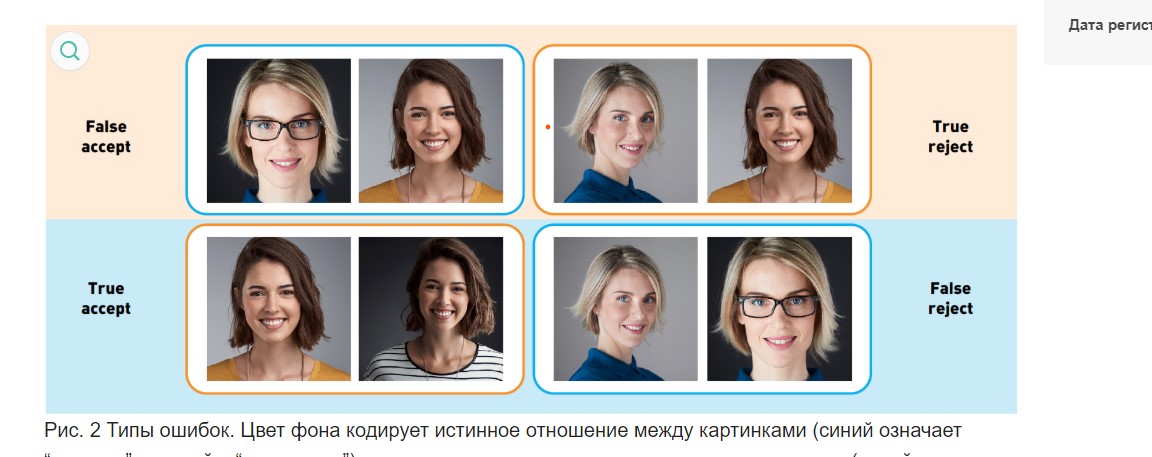 Дата регист
False
accept
True
reject
True
accept
False
reject
Рис. 2 Типы ошибок. Цвет фона кодирует истинное отношение между картинками (синий означает